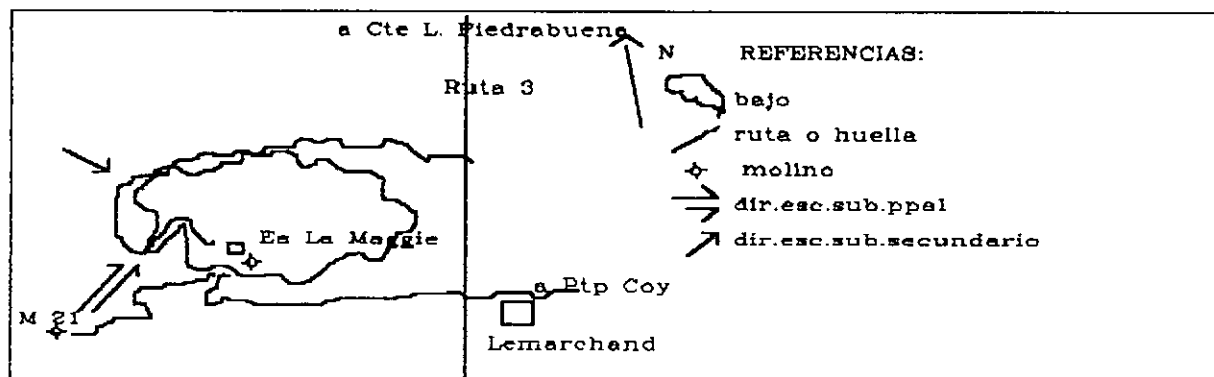 a Cte L. Piedrabuena
N
REFERENCIAS:
Ruta 3
bajo
ruta o huella
molino
dir.esc.sub.ppal
dir.esc.sub.secundario
Ea La Maggie
a Ptp Coy
M 21
Lemarchand